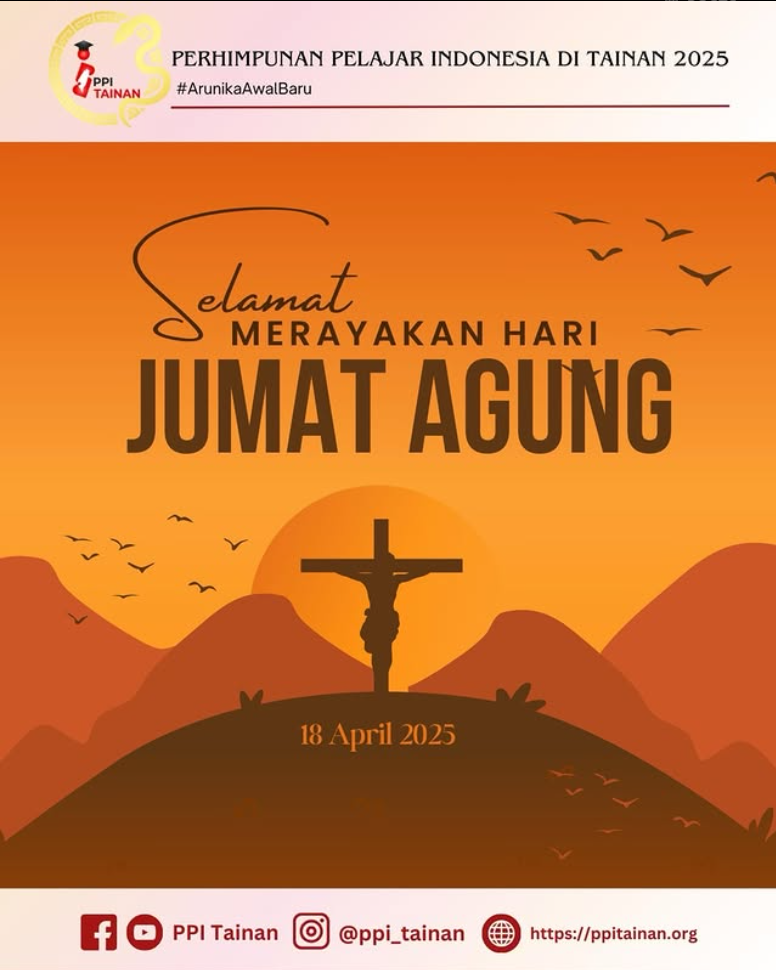 PPI
TAINAN
PERHIMPUNAN PELAJAR INDONESIA DI TAINAN 2025
#ArunikaAwalBaru
Selamat
MERAYAKAN HARI
JUMAT AGUNG
18 April 2025
PPI Tainan
@ppi_tainan
https://ppitainan.org